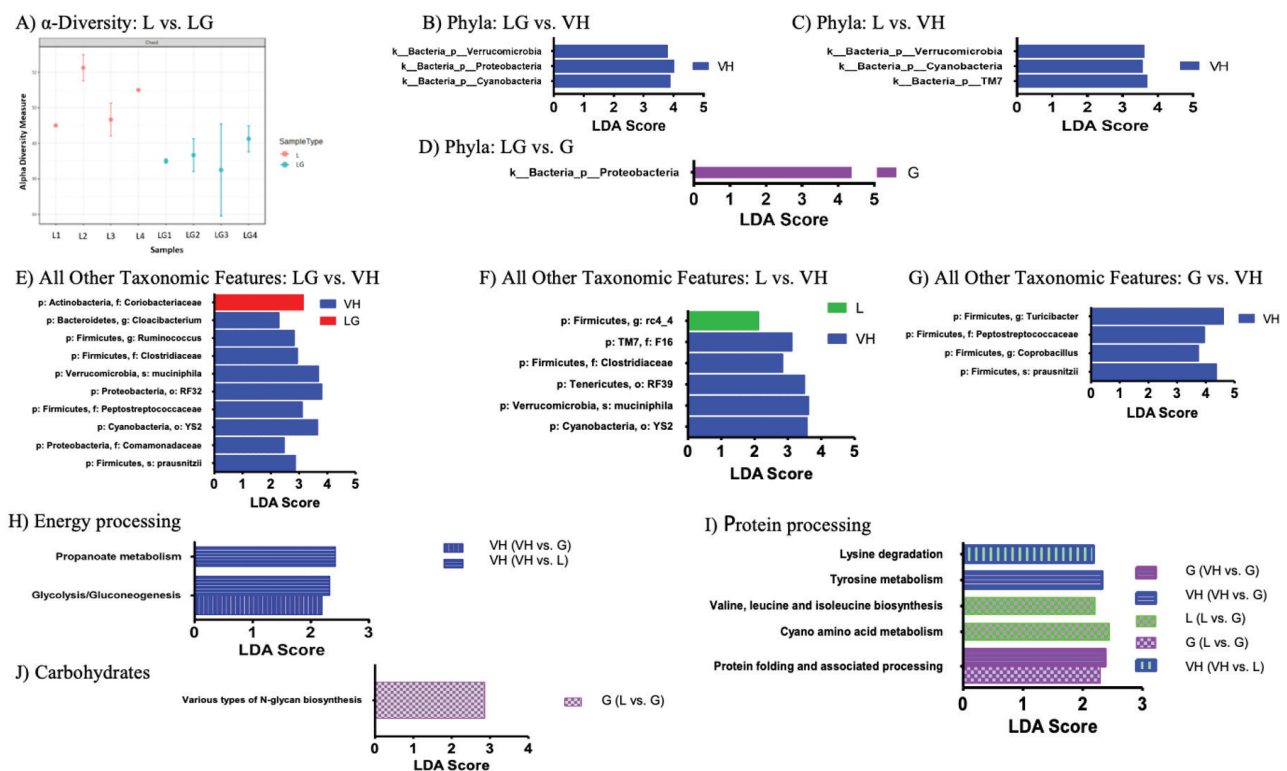 A) α-Diversity: L vs. LG
Chao1
Alpha Diversity Measure
52
50
48
46
44
L1
L2
L3
L4
LG1
LG2
LG3
LG4
Samples
SampleType
L
LG
B) Phyla: LG vs. VH
k__Bacteria_p__Verrucomicrobia
k__Bacteria_p__Proteobacteria
k__Bacteria_p__Cyanobacteria
VH
0 1 2 3 4 5
LDA Score
C) Phyla: L vs. VH
k__Bacteria_p__Verrucomicrobia
k__Bacteria_p__Cyanobacteria
k__Bacteria_p__TM7
VH
0 1 2 3 4 5
LDA Score
D) Phyla: LG vs. G
k__Bacteria_p__Proteobacteria
G
0 1 2 3 4 5
LDA Score
E) All Other Taxonomic Features: LG vs. VH
p: Actinobacteria, f: Coriobacteriaceae
p: Bacteroidetes, g: Cloacibacterium
p: Firmicutes, g: Ruminococcus
p: Firmicutes, f: Clostridiaceae
p: Verrucomicrobia, s: muciniphila
p: Proteobacteria, o: RF32
p: Firmicutes, f: Peptostreptococcaceae
p: Cyanobacteria, o: YS2
p: Proteobacteria, f: Comamonadaceae
p: Firmicutes, s: prausnitzii
VH
LG
0 1 2 3 4 5
LDA Score
F) All Other Taxonomic Features: L vs. VH
p: Firmicutes, g: rc4_4
p: TM7, f: F16
p: Firmicutes, f: Clostridiaceae
p: Tenericutes, o: RF39
p: Verrucomicrobia, s: muciniphila
p: Cyanobacteria, o: YS2
L
VH
0 1 2 3 4 5
LDA Score
G) All Other Taxonomic Features: G vs. VH
p: Firmicutes, g: Turicibacter
p: Firmicutes, f: Peptostreptococcaceae
p: Firmicutes, g: Coprobacillus
p: Firmicutes, s: prausnitzii
VH
0 1 2 3 4 5
LDA Score
H) Energy processing
Propanoate metabolism
Glycolysis/Gluconeogenesis
VH (VH vs. G)
VH (VH vs. L)
0 1 2 3
LDA Score
I) Protein processing
Lysine degradation
Tyrosine metabolism
Valine, leucine and isoleucine biosynthesis
Cyano amino acid metabolism
Protein folding and associated processing
G (VH vs. G)
VH (VH vs. G)
L (L vs. G)
G (L vs. G)
VH (VH vs. L)
0 1 2 3
LDA Score
J) Carbohydrates
Various types of N-glycan biosynthesis
G (L vs. G)
0 1 2 3 4
LDA Score